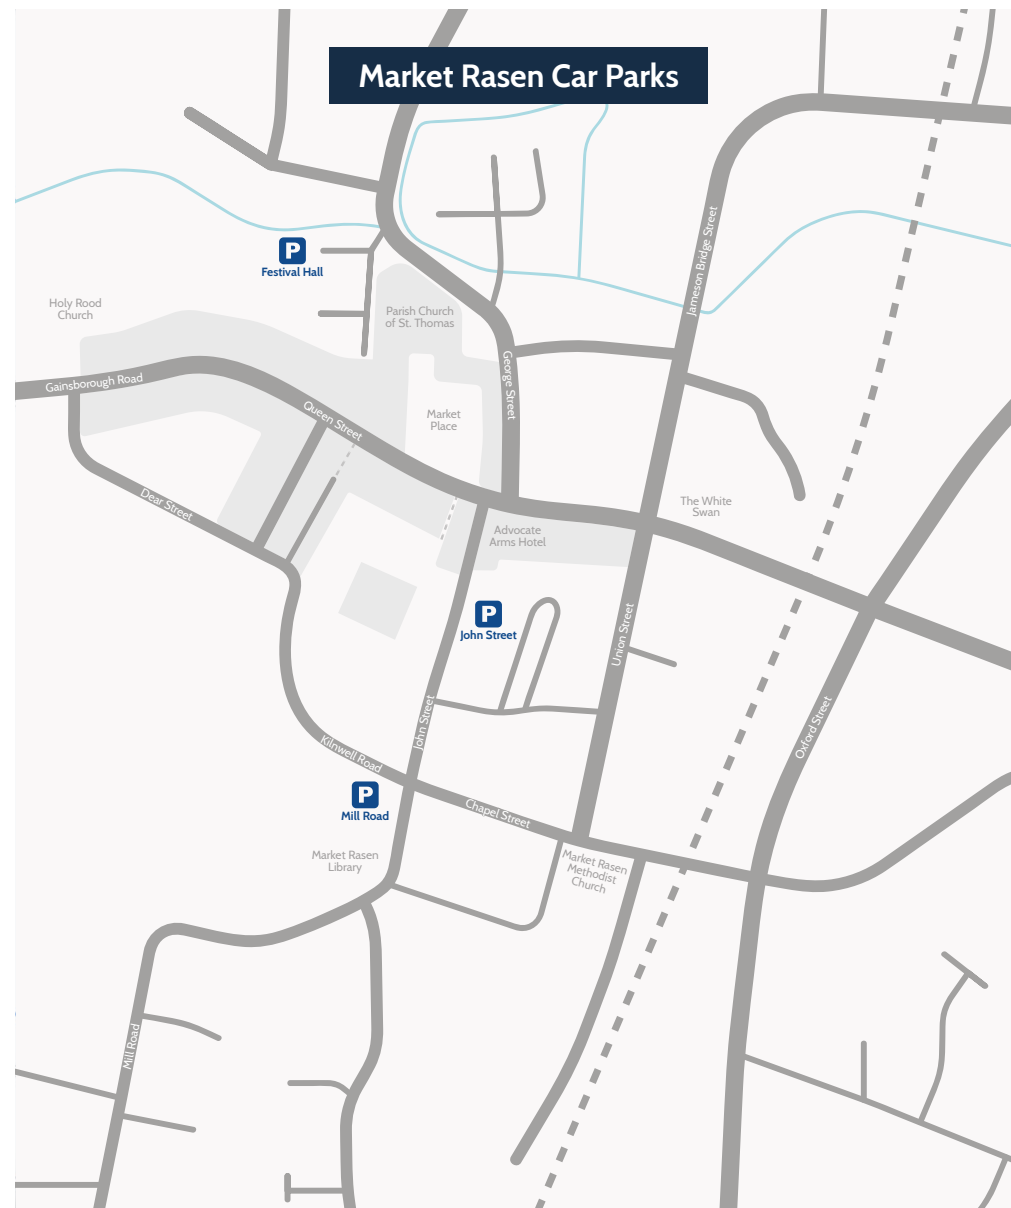 Market Rasen Car Parks
Jameson Bridge Street
P
Festival Hall
Holy Rood
Church
Parish Church
of St. Thomas
Gainsborough Road
George Street
Queen Street
Market
Place
Dear Street
The White
Swan
Advocate
Arms Hotel
P
John Street
Union Street
John Street
Oxford Street
Kilnwell Road
P
Mill Road
Chapel Street
Market Rasen
Library
Market Rasen
Methodist
Church
Mill Road